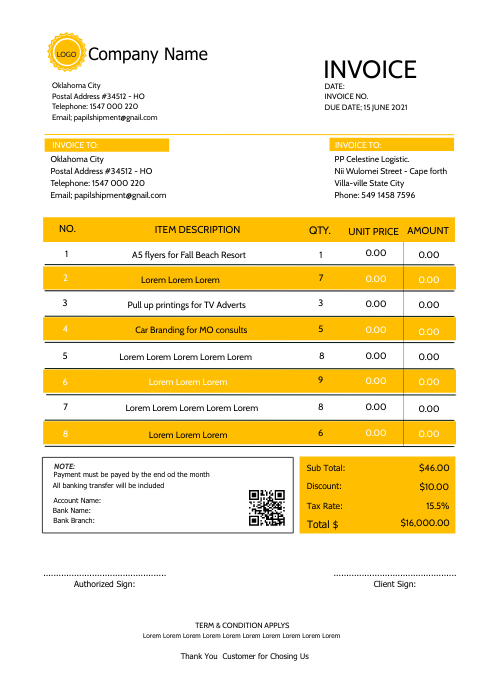 LOGO
Company Name
Oklahoma City
Postal Address #34512 - HO
Telephone: 1547 000 220
Email; papilshipment@gnail.com
INVOICE
DATE:
INVOICE NO.
DUE DATE; 15 JUNE 2021
INVOICE TO:
Oklahoma City
Postal Address #34512 - HO
Telephone: 1547 000 220
Email; papilshipment@gnail.com
INVOICE TO:
PP Celestine Logistic.
Nii Wulomei Street - Cape forth
Villa-ville State City
Phone: 549 1458 7596
NO. ITEM DESCRIPTION QTY. UNIT PRICE AMOUNT
1 A5 flyers for Fall Beach Resort 1 0.00 0.00
2 Lorem Lorem Lorem 7 0.00 0.00
3 Pull up printings for TV Adverts 3 0.00 0.00
4 Car Branding for MO consults 5 0.00 0.00
5 Lorem Lorem Lorem Lorem Lorem 8 0.00 0.00
6 Lorem Lorem Lorem 9 0.00 0.00
7 Lorem Lorem Lorem Lorem Lorem 8 0.00 0.00
8 Lorem Lorem Lorem 6 0.00 0.00
NOTE:
Payment must be payed by the end od the month
All banking transfer will be included
Account Name:
Bank Name:
Bank Branch:
Sub Total: $46.00
Discount: $10.00
Tax Rate: 15.5%
Total $ $16,000.00
Authorized Sign:
Client Sign:
TERM & CONDITION APPLYS
Lorem Lorem Lorem Lorem Lorem Lorem Lorem Lorem Lorem Lorem
Thank You Customer for Chosing Us